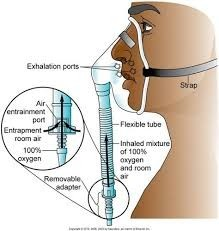 Exhalation ports
Strap
Air
entrainment
port
Entrapment
room air
100%
oxygen
Flexible tube
Inhaled mixture
of 100%
oxygen and
room air
Removable
adapter